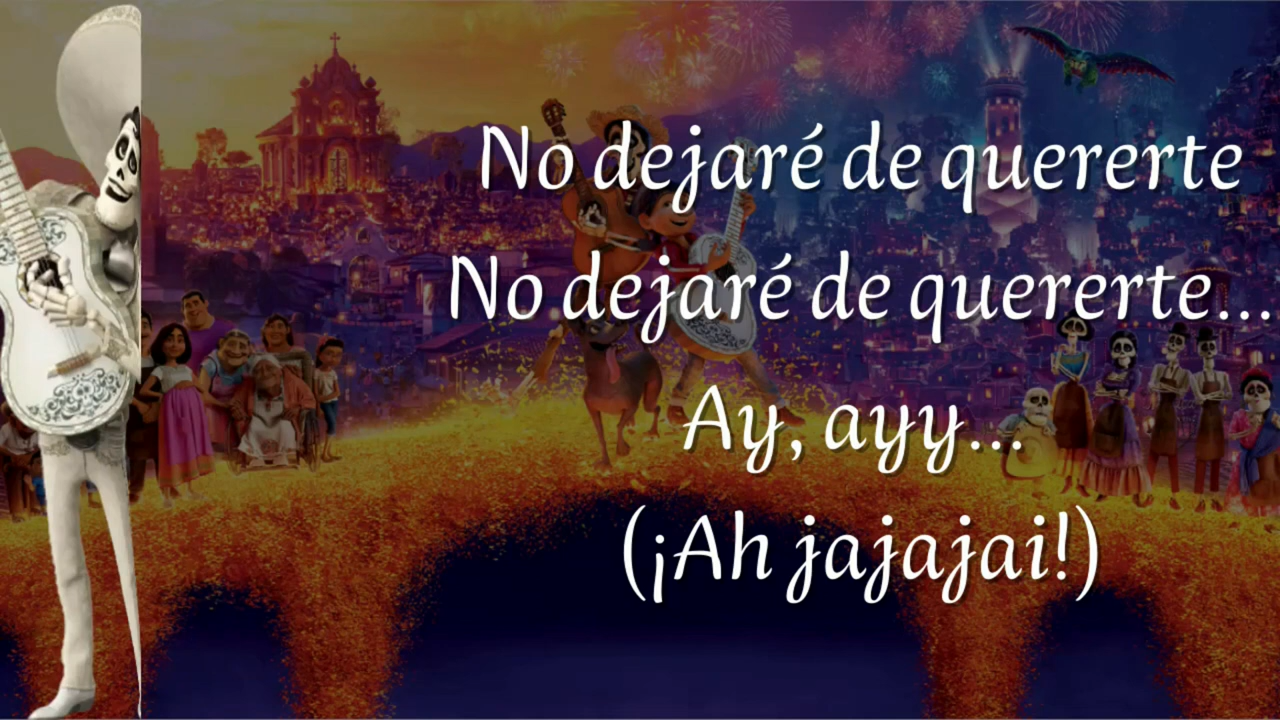 No dejaré de quererte
No dejaré de quererte...
Ay, ayy...
(¡Ah jajajai!)